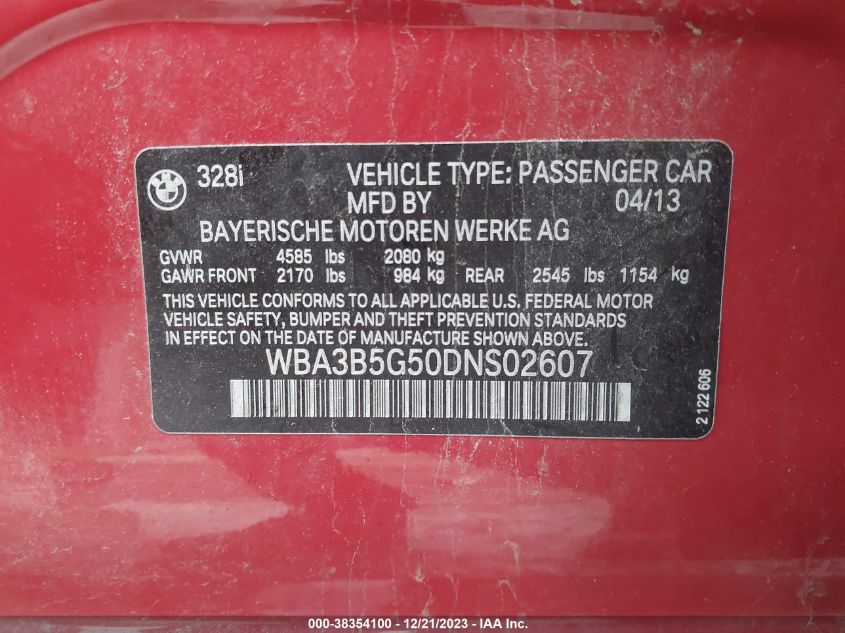 BMW
328i VEHICLE TYPE: PASSENGER CAR
MFD BY 04/13
BAYERISCHE MOTOREN WERKE AG
GVWR 4585 lbs 2080 kg
GAWR FRONT 2170 lbs 984 kg REAR 2545 lbs 1154 kg
THIS VEHICLE CONFORMS TO ALL APPLICABLE U.S. FEDERAL MOTOR
VEHICLE SAFETY, BUMPER AND THEFT PREVENTION STANDARDS
IN EFFECT ON THE DATE OF MANUFACTURE SHOWN ABOVE.
WBA3B5G50DNS02607
2 122 606
000-38354100 - 12/21/2023 - IAA Inc.